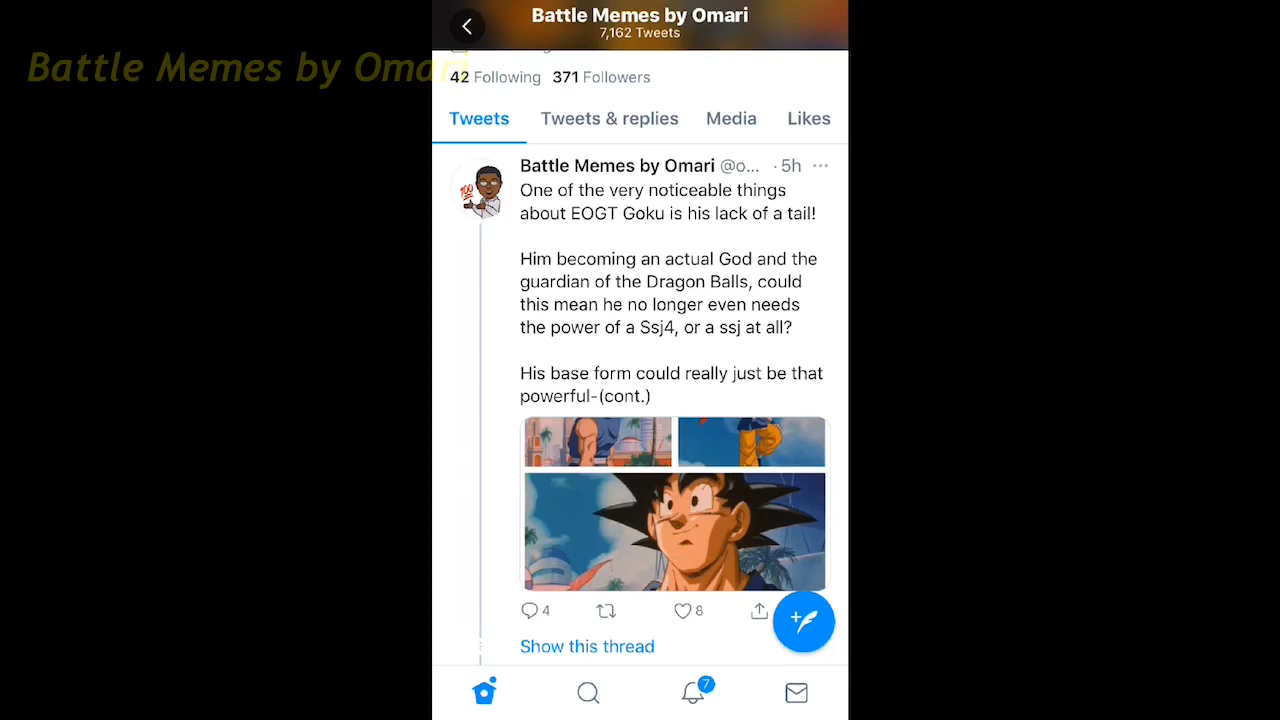 Battle Memes by Omari
7,162 Tweets
Battle Memes by Omari
42 Following 371 Followers
Tweets Tweets & replies Media Likes
Battle Memes by Omari @o... · 5h ...
One of the very noticeable things
about EOGT Goku is his lack of a tail!
Him becoming an actual God and the
guardian of the Dragon Balls, could
this mean he no longer even needs
the power of a Ssj4, or a ssj at all?
His base form could really just be that
powerful-(cont.)
100
4 8
Show this thread
7